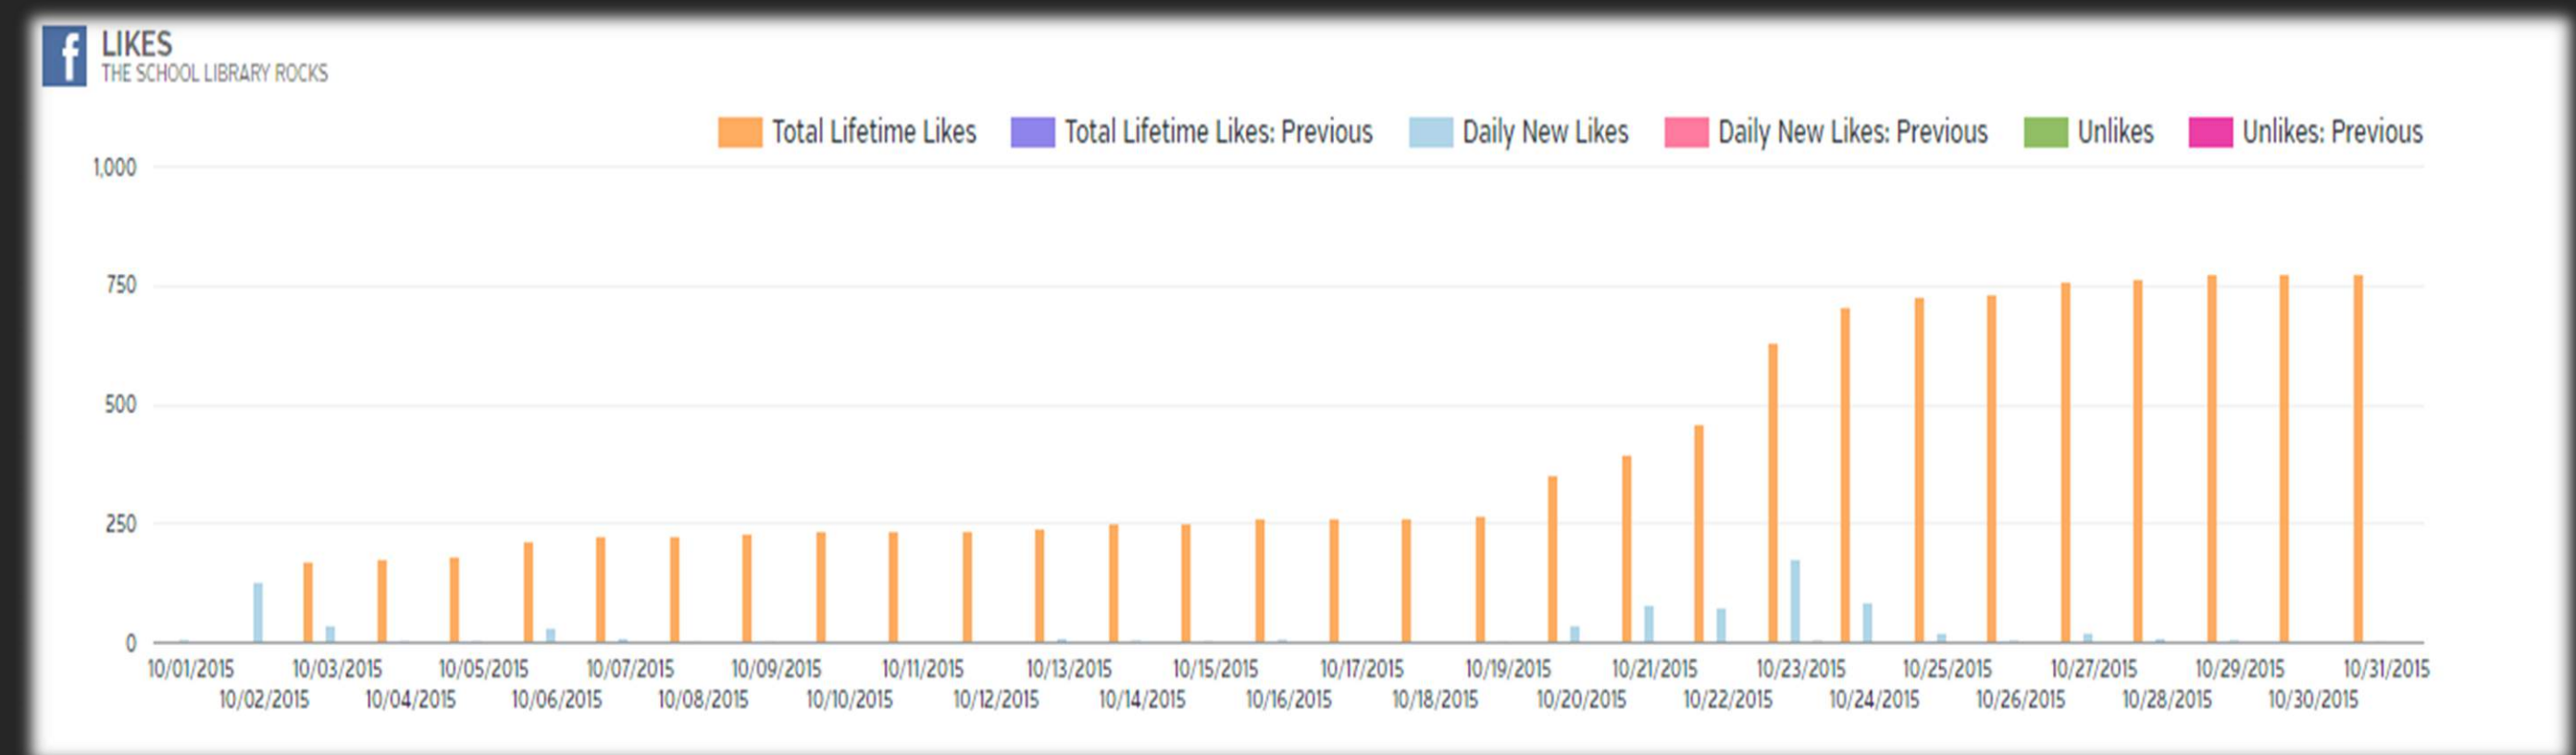 f
LIKES
THE SCHOOL LIBRARY ROCKS
Total Lifetime Likes Total Lifetime Likes: Previous Daily New Likes Daily New Likes: Previous Unlikes Unlikes: Previous
1,000
750
500
250
0
10/01/2015 10/03/2015 10/05/2015 10/07/2015 10/09/2015 10/11/2015 10/13/2015 10/15/2015 10/17/2015 10/19/2015 10/21/2015 10/23/2015 10/25/2015 10/27/2015 10/29/2015 10/31/2015
10/02/2015 10/04/2015 10/06/2015 10/08/2015 10/10/2015 10/12/2015 10/14/2015 10/16/2015 10/18/2015 10/20/2015 10/22/2015 10/24/2015 10/26/2015 10/28/2015 10/30/2015